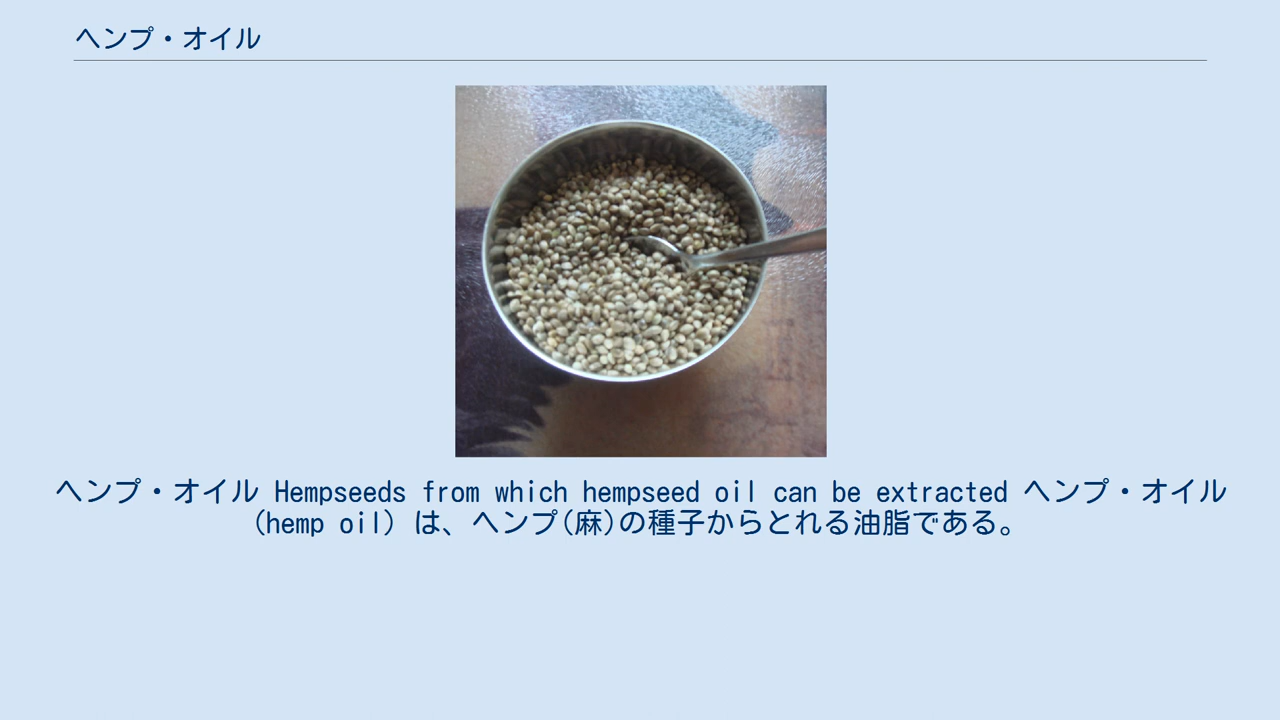 ヘンプ・オイル
ヘンプ・オイル Hempseeds from which hempseed oil can be extracted ヘンプ・オイル
(hemp oil) は、ヘンプ(麻)の種子からとれる油脂である。